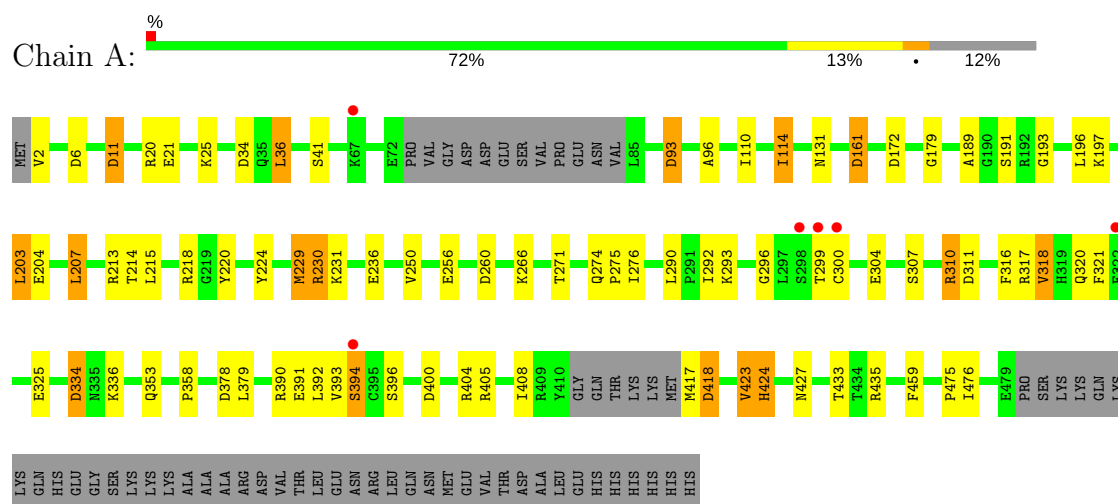 %
Chain A:
72% 13% • 12%
MET V2 D6 D11 R20 E21 K25 D34 Q35 L36 S41 K67 E72 PRO VAL GLY ASP ASP GLU SER VAL PRO GLU ASN VAL L85 D93 A96 I110 I114 N131 D161 D172 G179 A189 G190 S191 R192 G193 L196 K197
L203 E204 L207 R213 T214 L215 R218 G219 Y220 Y224 M229 R230 K231 E236 V250 E256 D260 K266 T271 Q274 P275 I276 L290 P291 I292 K293 G296 L297 S298 T299 C300 E304 S307 R310 D311 F316 R317 V318 H319 Q320 F321
E325 D334 N335 K336 Q353 P358 D378 L379 R390 E391 L392 V393 S394 C395 S396 D400 R404 R405 I408 R409 Y410 GLY GLN THR LYS LYS MET M417 D418 V423 H424 N427 T433 T434 R435 F459 P475 I476 E479 PRO SER LYS LYS GLN LYS
LYS GLN HIS GLU GLY SER LYS LYS LYS ALA ALA ALA ARG ASP VAL THR LEU GLU ASN ARG LEU GLN ASN MET GLU VAL THR ASP ALA LEU GLU HIS HIS HIS HIS HIS HIS